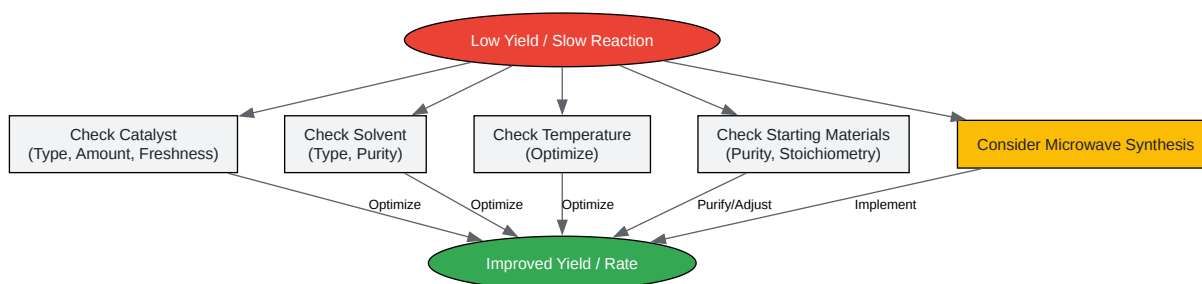 Low Yield / Slow Reaction
Check Catalyst
(Type, Amount, Freshness)
Check Solvent
(Type, Purity)
Check Temperature
(Optimize)
Check Starting Materials
(Purity, Stoichiometry)
Consider Microwave Synthesis
Optimize
Optimize
Optimize
Purify/Adjust
Implement
Improved Yield / Rate